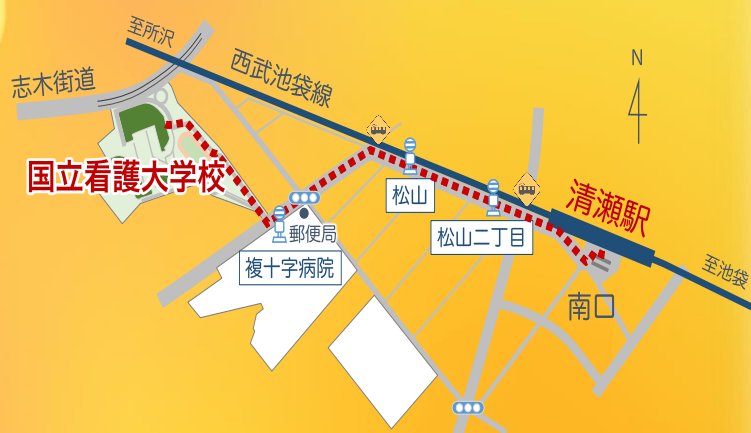 至所沢
志木街道
西武池袋線
N
国立看護大学校
松山
清瀬駅
松山二丁目
郵便局
複十字病院
至池袋
南口